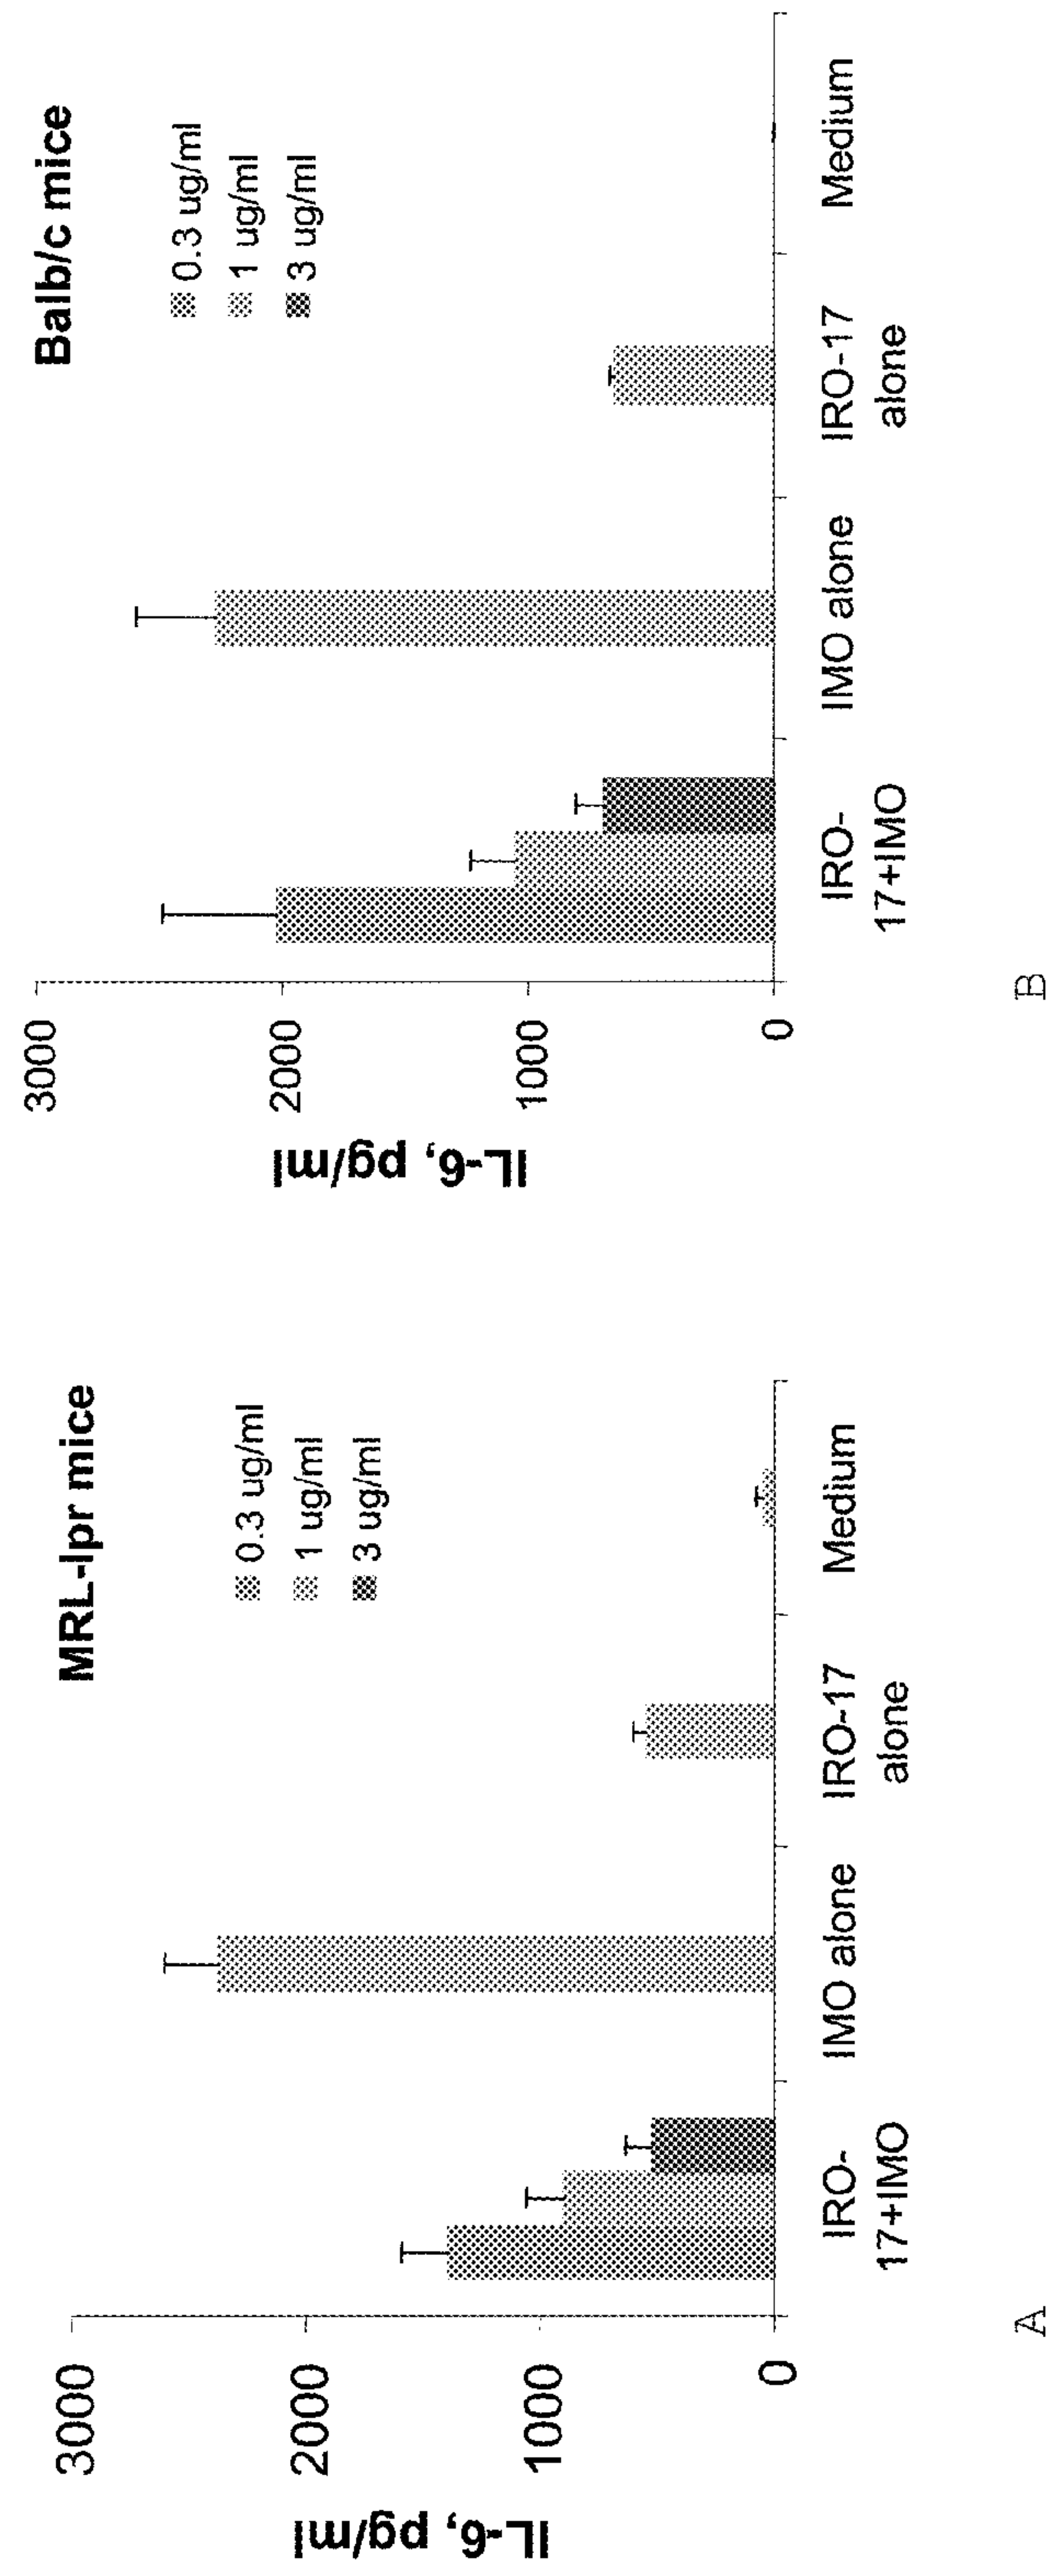 MRL-lpr mice
0.3 ug/ml
1 ug/ml
3 ug/ml
IL-6, pg/ml
3000
2000
1000
0
IRO-
17+IMO
IMO alone
IRO-17
alone
Medium
A
Balb/c mice
0.3 ug/ml
1 ug/ml
3 ug/ml
IL-6, pg/ml
3000
2000
1000
0
IRO-
17+IMO
IMO alone
IRO-17
alone
Medium
B